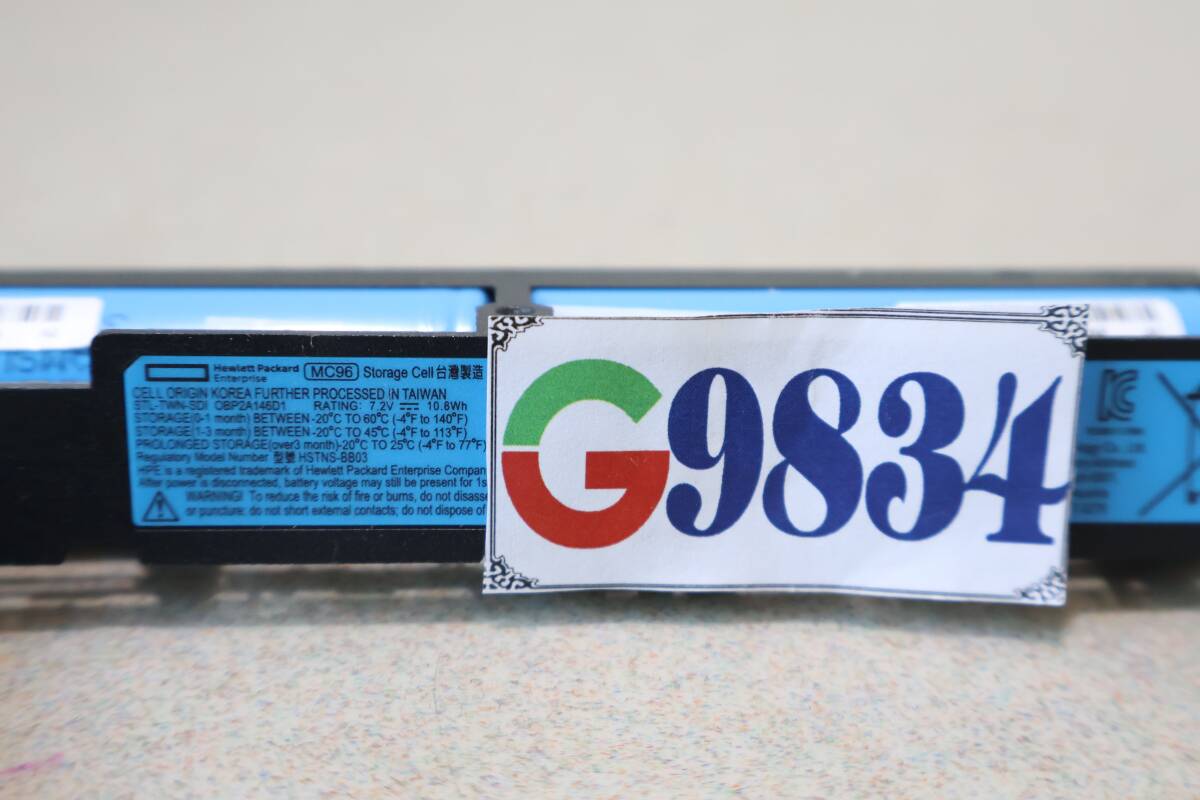 Hewlett Packard
Enterprise
MC96 Storage Cell 台灣製造
CELL ORIGIN KOREA FURTHER PROCESSED IN TAIWAN
STL-TWN-SDI OBP2A146D1 RATING: 7.2V 10.8Wh
STORAGE(0-1 month) BETWEEN -20°C TO 60°C (-4°F to 140°F)
STORAGE(1-3 month) BETWEEN -20°C TO 45°C (-4°F to 113°F)
PROLONGED STORAGE(over3 month)-20°C TO 25°C (-4°F to 77°F)
Regulatory Model Number 型號 HSTNS-BB03
HPE is a registered trademark of Hewlett Packard Enterprise Compan
After power is disconnected, battery voltage may still be present for 1s
WARNING! To reduce the risk of fire or burns, do not disasse
or puncture: do not short external contacts; do not dispose of
G9834